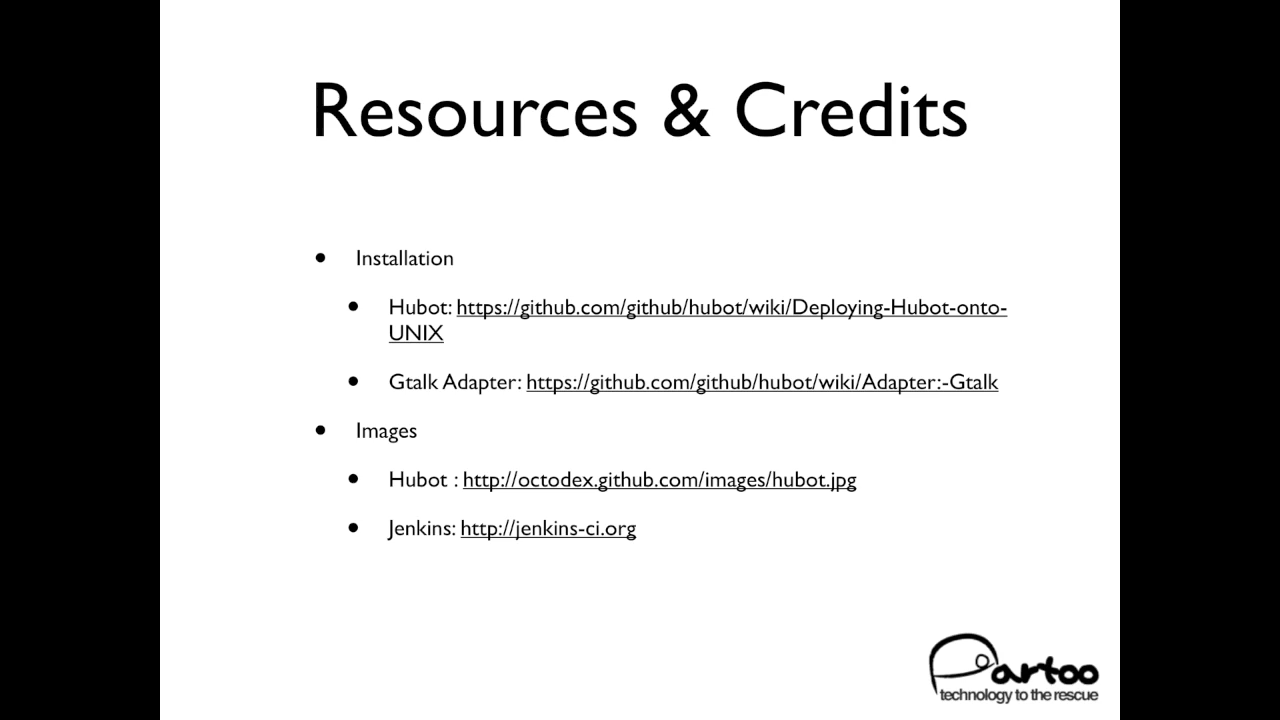 Resources & Credits
• Installation
• Hubot: https://github.com/github/hubot/wiki/Deploying-Hubot-onto-
UNIX
• Gtalk Adapter: https://github.com/github/hubot/wiki/Adapter:-Gtalk
• Images
• Hubot : http://octodex.github.com/images/hubot.jpg
• Jenkins: http://jenkins-ci.org
artoo
technology to the rescue